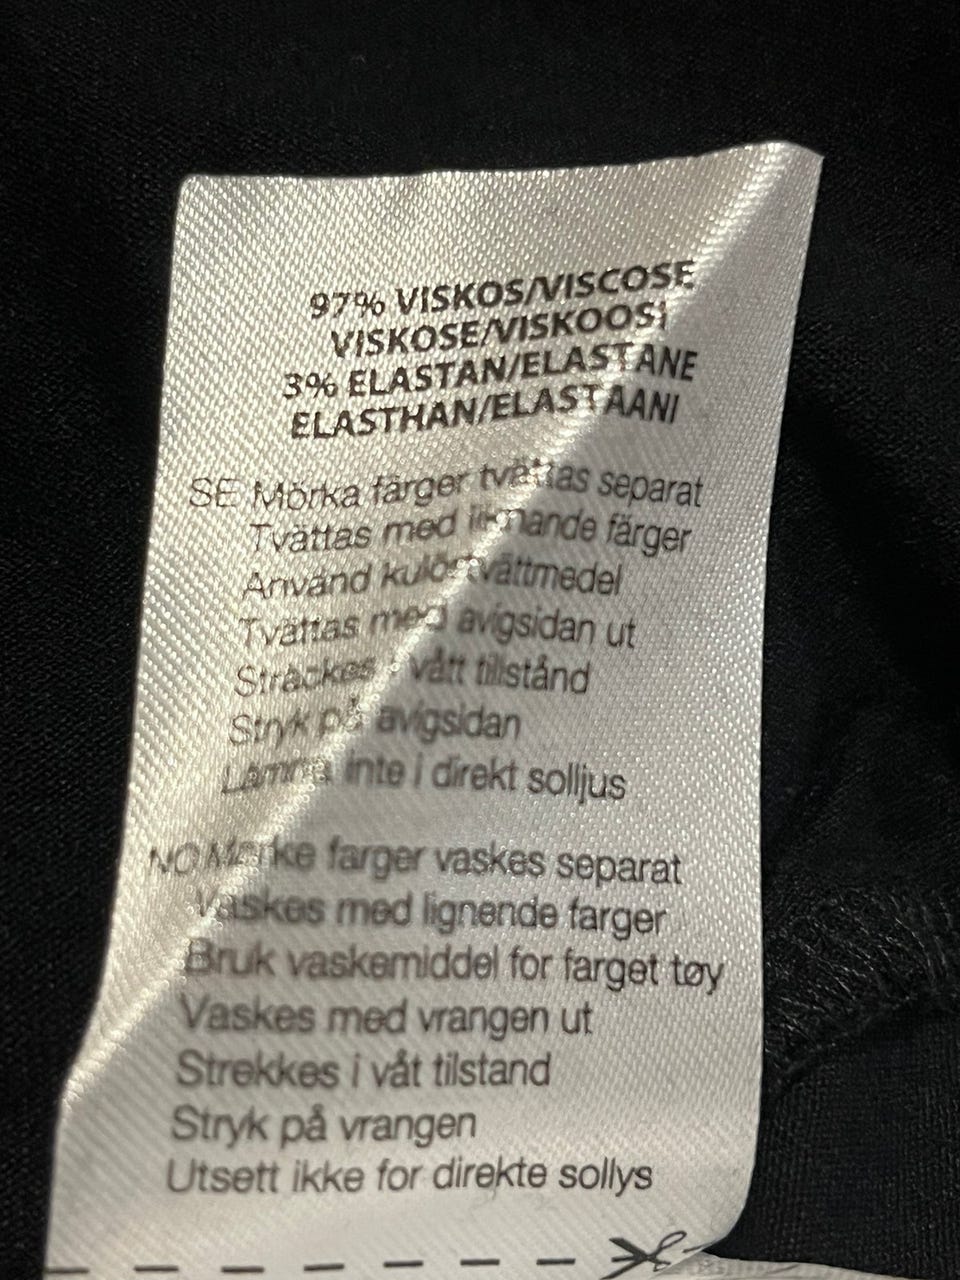 97% VISKOS/VISCOSE
VISKOSE/VISKOOSI
3% ELASTAN/ELASTANE
ELASTHAN/ELASTAANI
SE Mörka färger tvättas separat
Tvättas med liknande färger
Använd kulörtvättmedel
Tvättas med avigsidan ut
Sträckes i vått tillstånd
Stryk på avigsidan
Lämna inte i direkt solljus
NO Mørke farger vaskes separat
Vaskes med lignende farger
Bruk vaskemiddel for farget tøy
Vaskes med vrangen ut
Strekkes i våt tilstand
Stryk på vrangen
Utsett ikke for direkte sollys